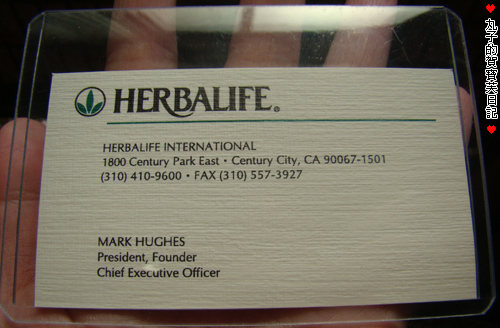 HERBALIFE®
HERBALIFE INTERNATIONAL
1800 Century Park East • Century City, CA 90067-1501
(310) 410-9600 • FAX (310) 557-3927
MARK HUGHES
President, Founder
Chief Executive Officer